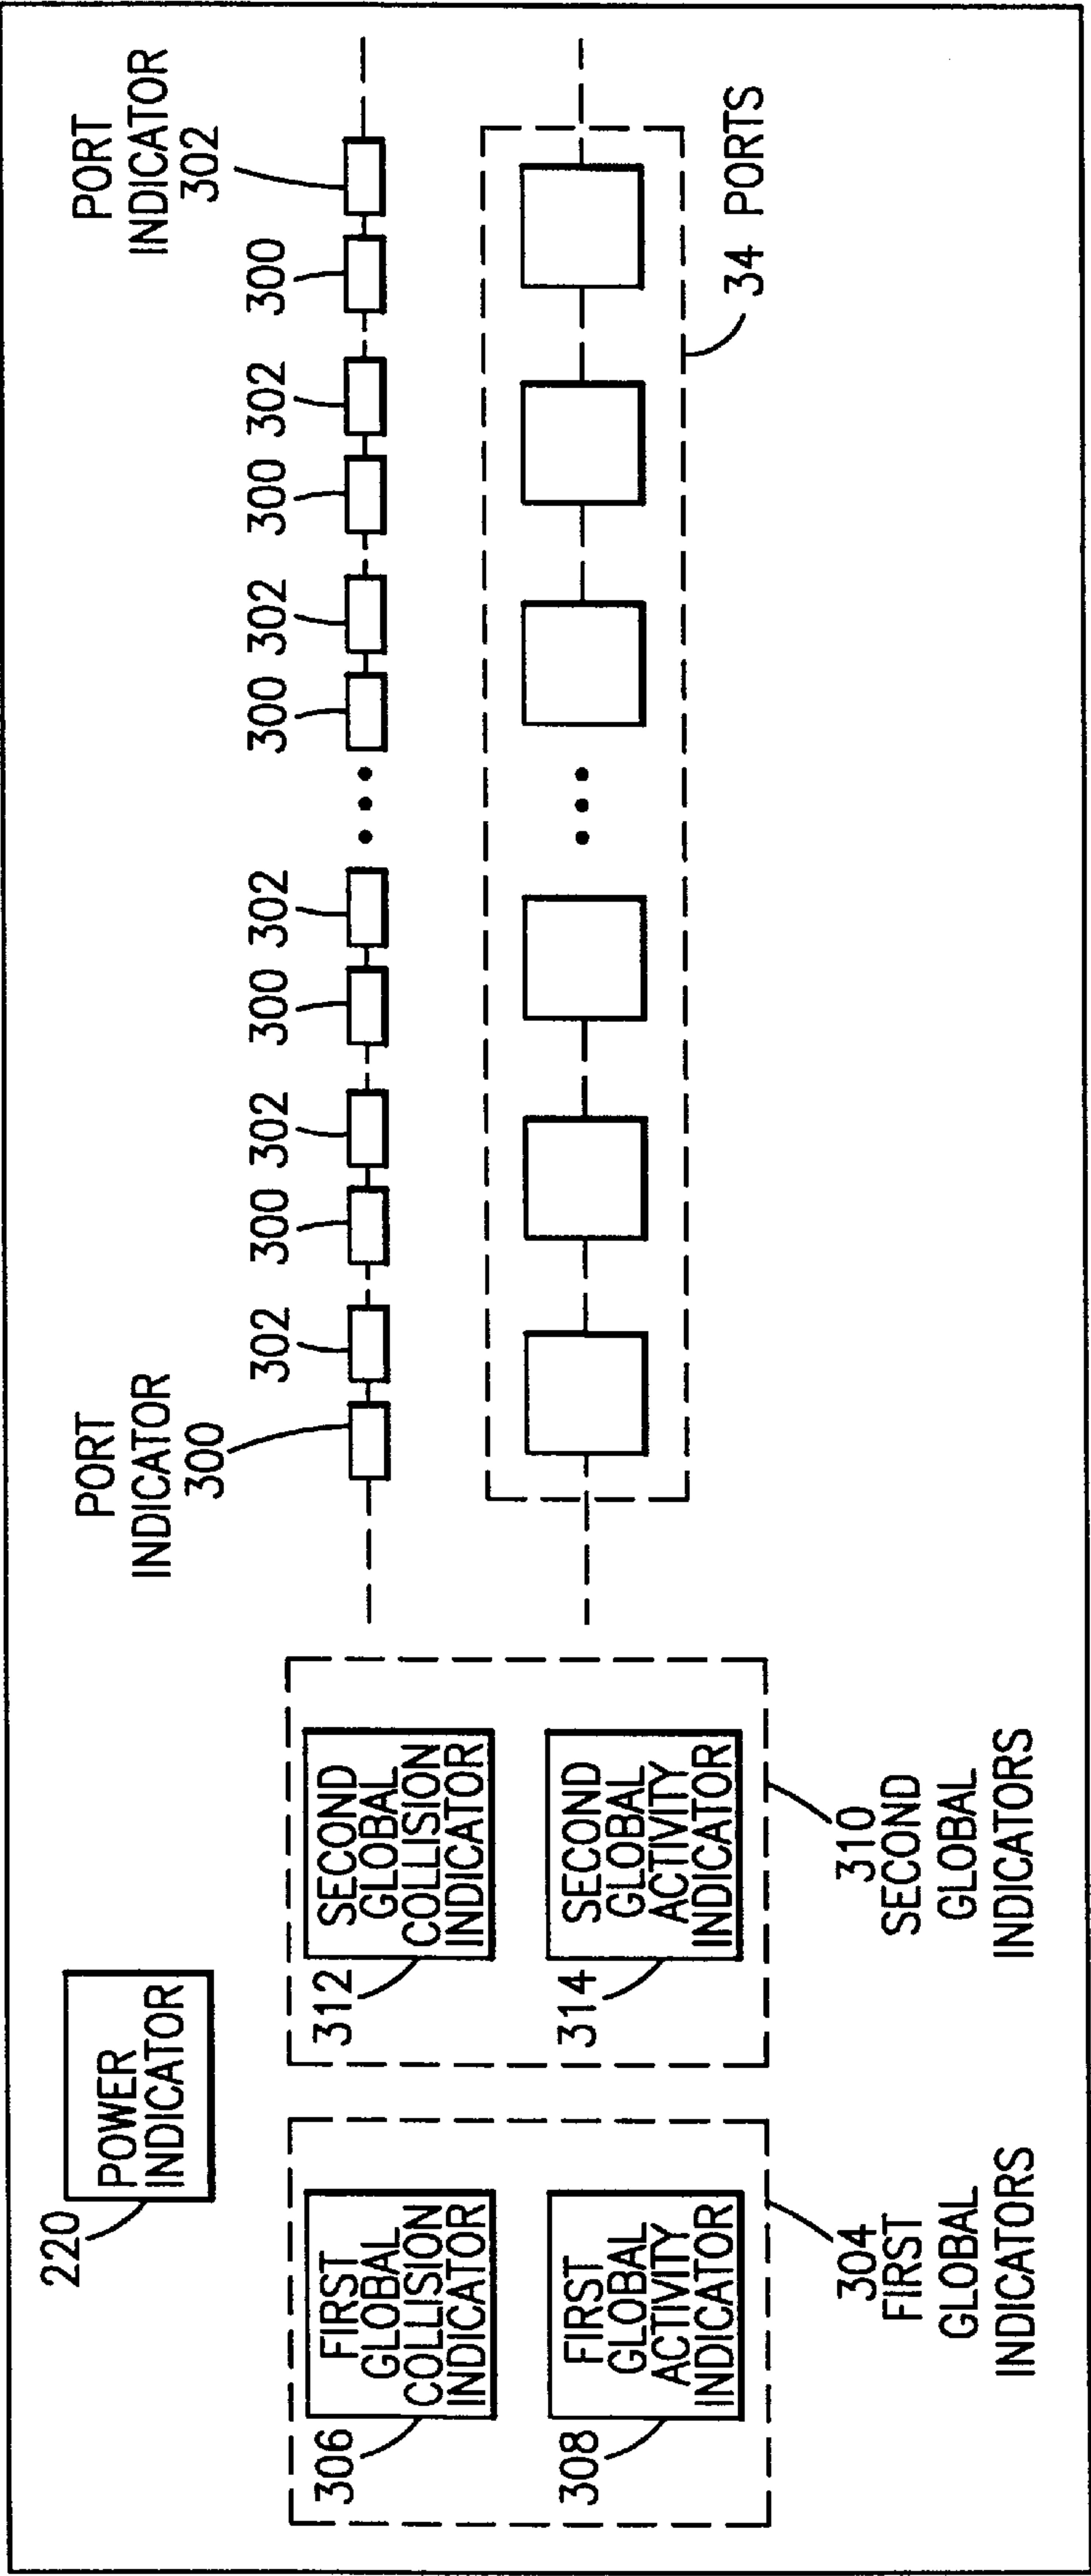 220
POWER
INDICATOR
PORT
INDICATOR
300
PORT
INDICATOR
302
302
300
302
300
302
300
302
300
302
300
306
FIRST
GLOBAL
COLLISION
INDICATOR
312
SECOND
GLOBAL
COLLISION
INDICATOR
308
FIRST
GLOBAL
ACTIVITY
INDICATOR
314
SECOND
GLOBAL
ACTIVITY
INDICATOR
34 PORTS
304
FIRST
GLOBAL
INDICATORS
310
SECOND
GLOBAL
INDICATORS